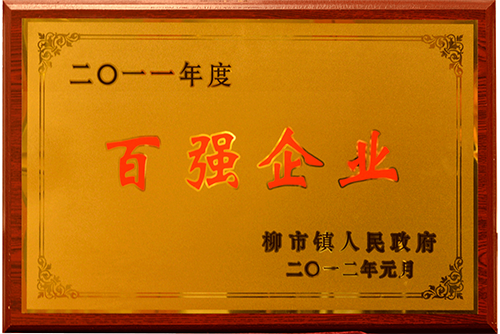 二〇一一年度
百强企业
柳市镇人民政府
二〇一二年元月